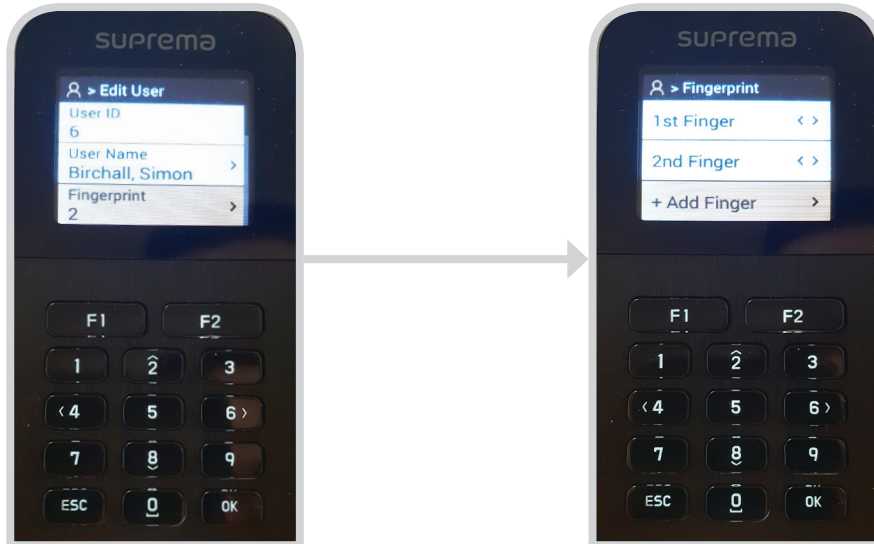 suprema
> Edit User
User ID
6
User Name
Birchall, Simon
Fingerprint
2
F1 F2
1 2 3
4 5 6
7 8 9
ESC 0 OK
suprema
> Fingerprint
1st Finger < >
2nd Finger < >
+ Add Finger >
F1 F2
1 2 3
4 5 6
7 8 9
ESC 0 OK